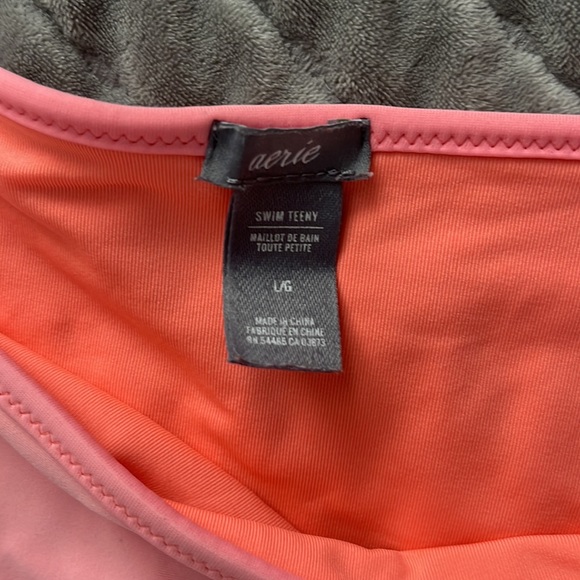 aerie
SWIM TEENY
MAILLOT DE BAIN
TOUTE PETITE
L/G
MADE IN CHINA
FABRIQUÉ EN CHINE
RN 54485 CA 03873